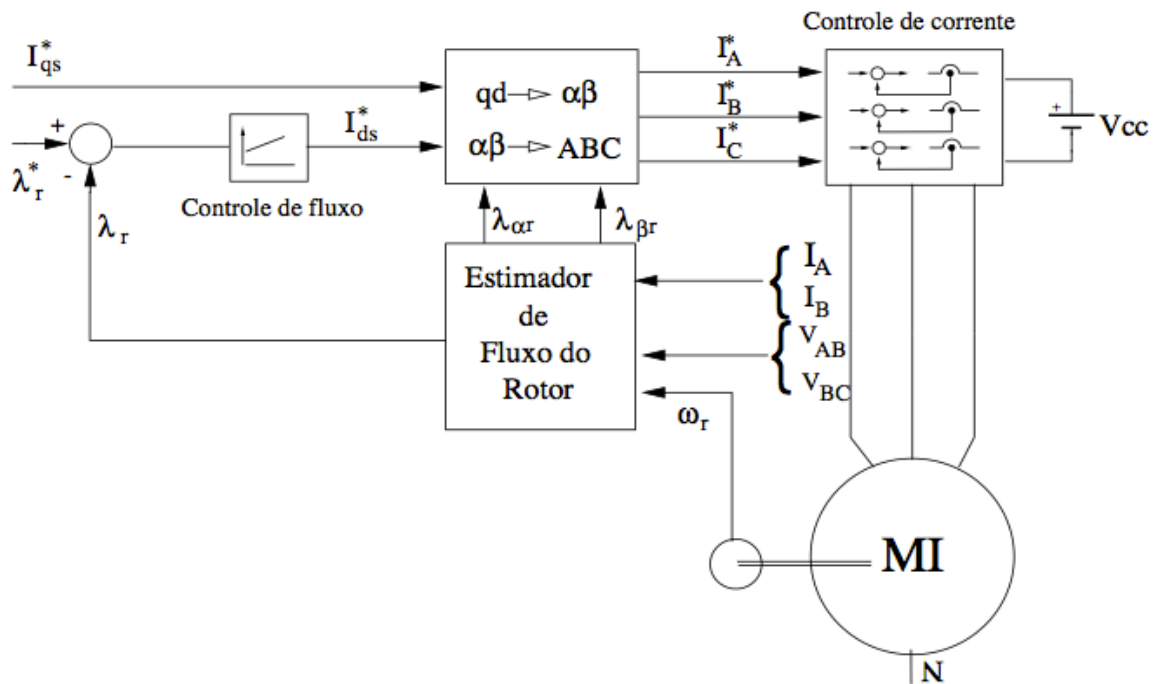 Controle de corrente
I*qs
qd → αβ
αβ → ABC
I*A
I*B
I*C
+
Vcc
+
-
λ*r
I*ds
Controle de fluxo
λr
λαr
λβr
Estimador
de
Fluxo do
Rotor
{ IA
IB
{ VAB
VBC
ωr
MI
N